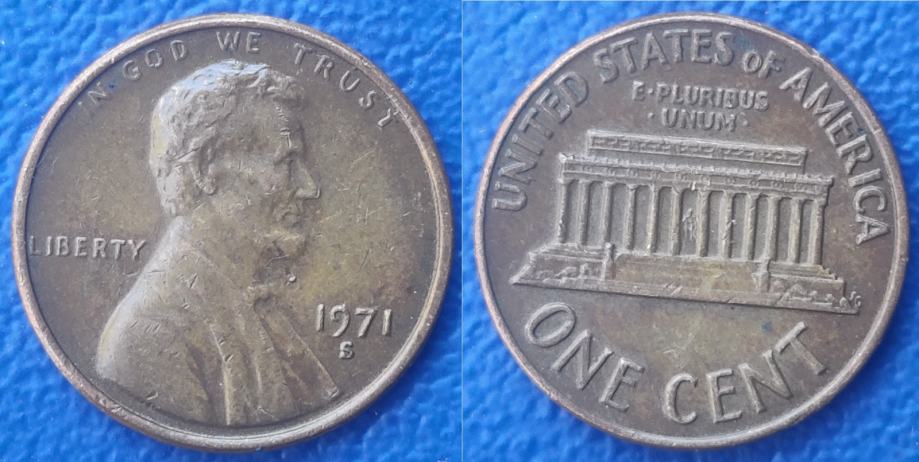 IN GOD WE TRUST
LIBERTY
1971
S
UNITED STATES OF AMERICA
E·PLURIBUS
·UNUM·
ONE CENT